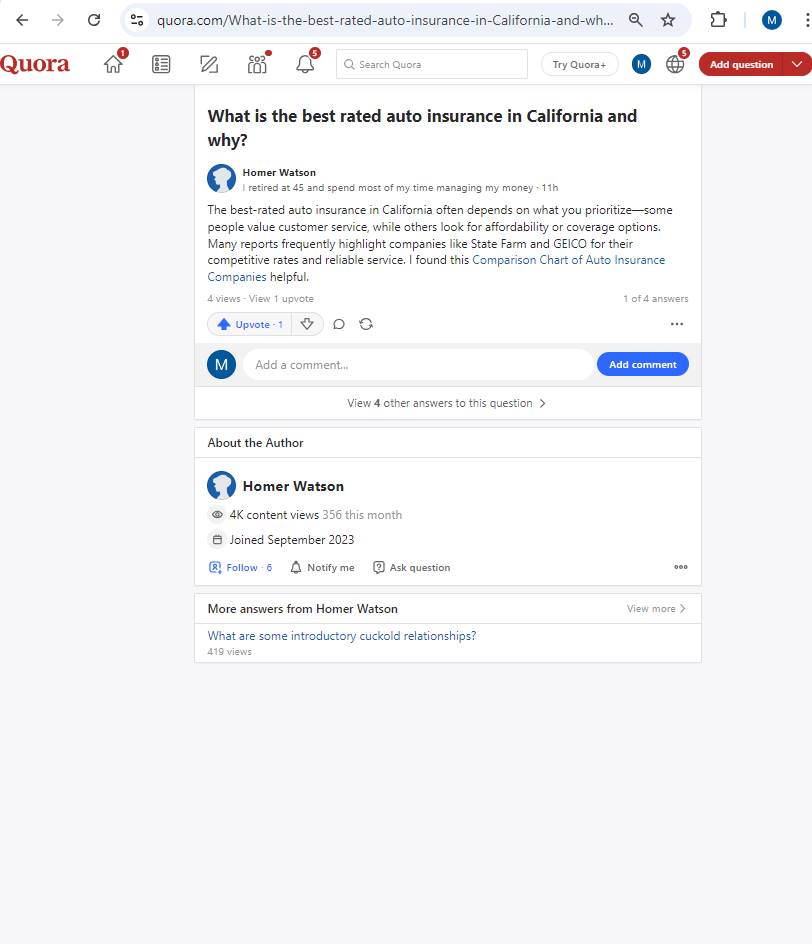 quora.com/What-is-the-best-rated-auto-insurance-in-California-and-wh...
M
Quora
1
5
Search Quora
Try Quora+
M
5
Add question
What is the best rated auto insurance in California and
why?
Homer Watson
I retired at 45 and spend most of my time managing my money · 11h
The best-rated auto insurance in California often depends on what you prioritize—some
people value customer service, while others look for affordability or coverage options.
Many reports frequently highlight companies like State Farm and GEICO for their
competitive rates and reliable service. I found this Comparison Chart of Auto Insurance
Companies helpful.
4 views · View 1 upvote
1 of 4 answers
Upvote · 1
M
Add a comment...
Add comment
View 4 other answers to this question
About the Author
Homer Watson
4K content views 356 this month
Joined September 2023
Follow · 6
Notify me
Ask question
More answers from Homer Watson
View more
What are some introductory cuckold relationships?
419 views